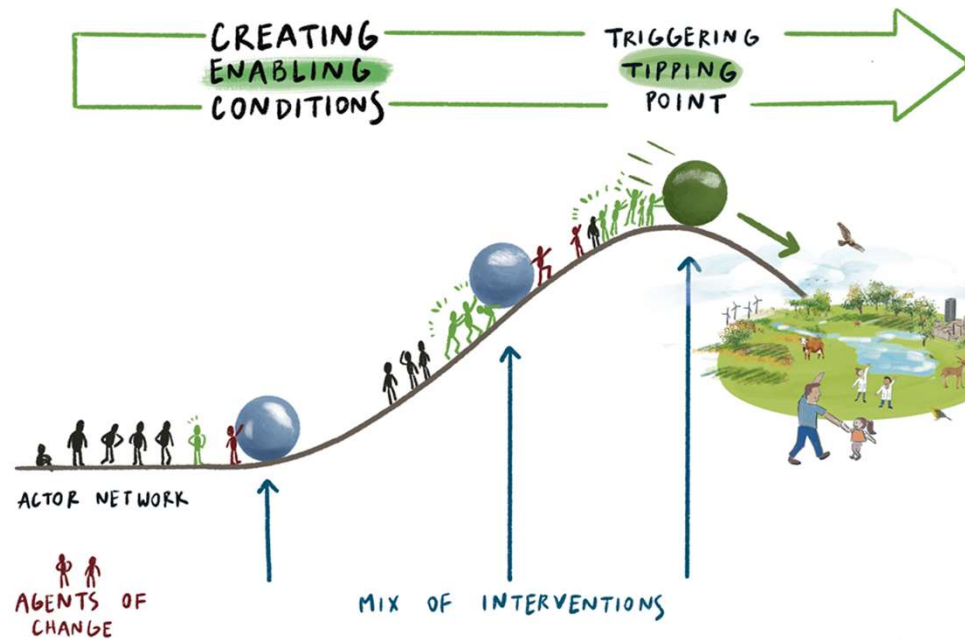 CREATING
ENABLING
CONDITIONS
TRIGGERING
TIPPING
POINT
ACTOR NETWORK
AGENTS OF
CHANGE
MIX OF INTERVENTIONS